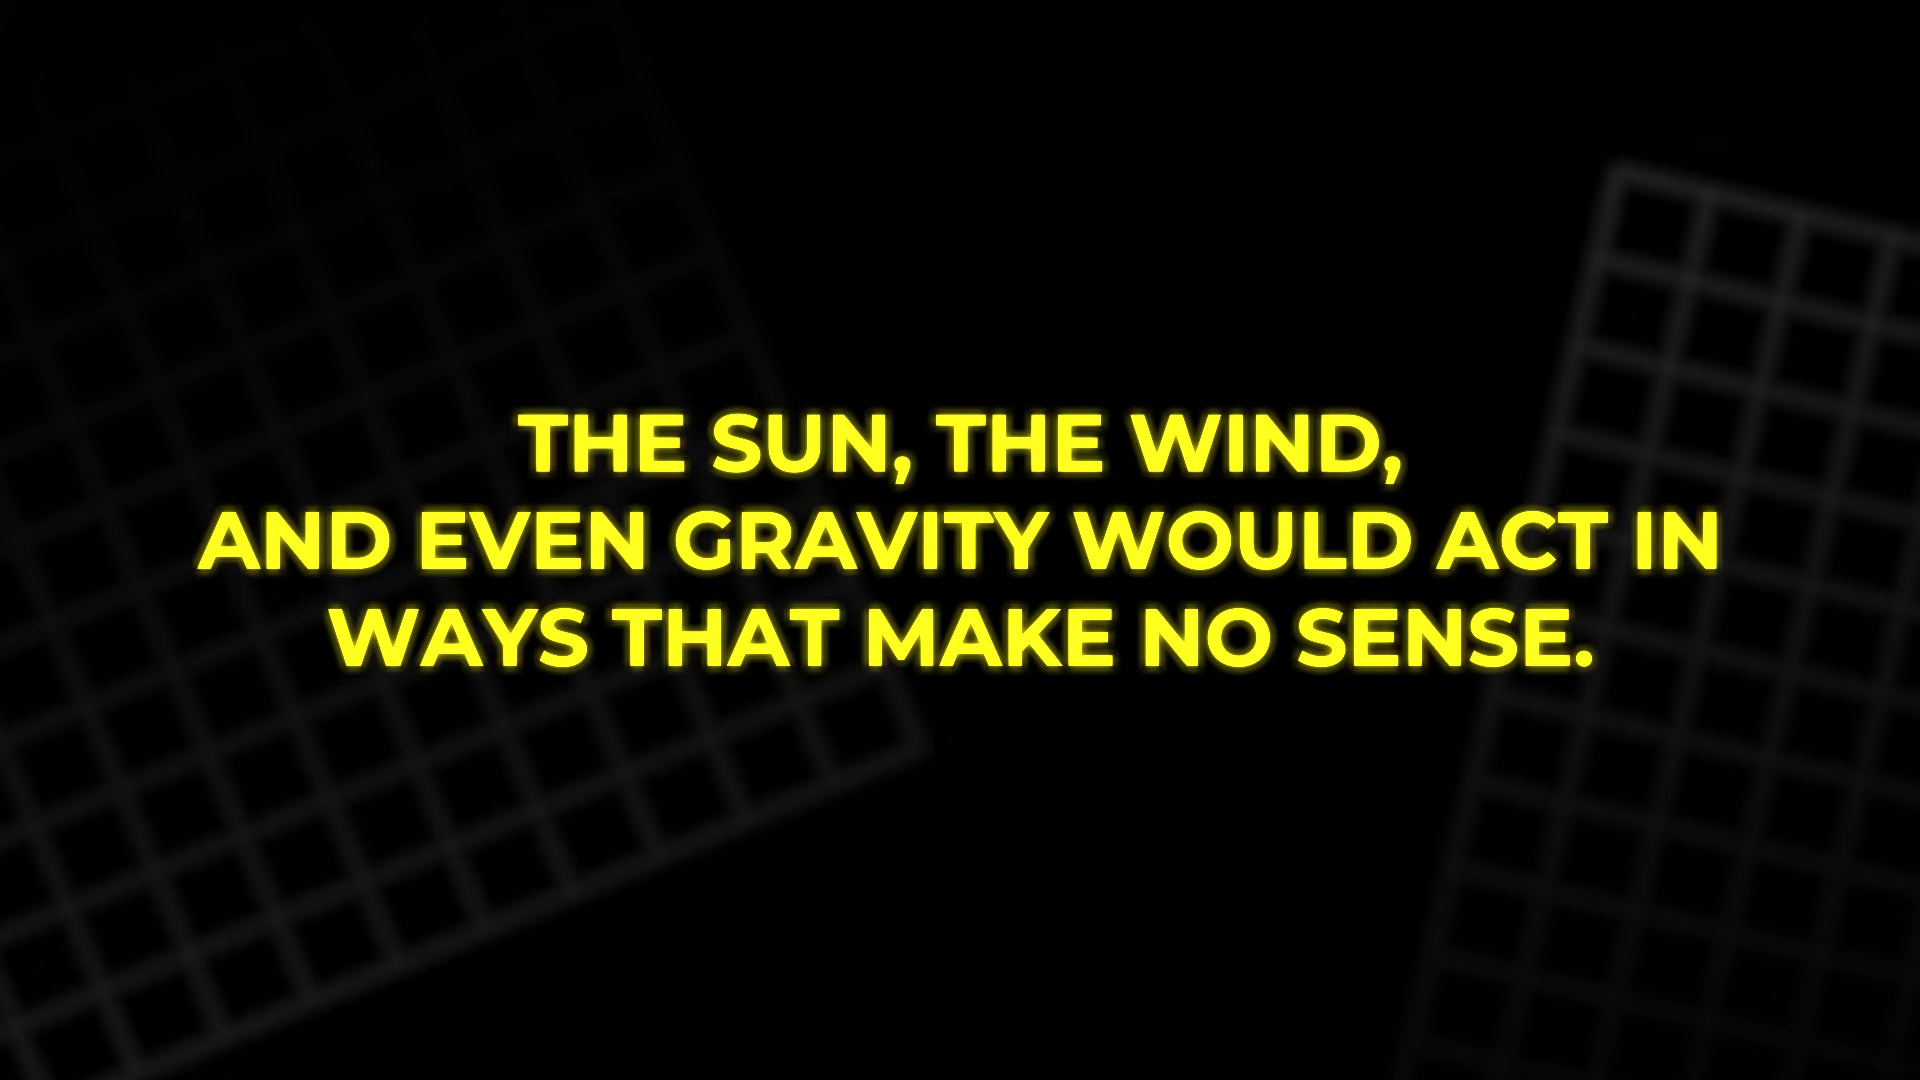 THE SUN, THE WIND,
AND EVEN GRAVITY WOULD ACT IN
WAYS THAT MAKE NO SENSE.